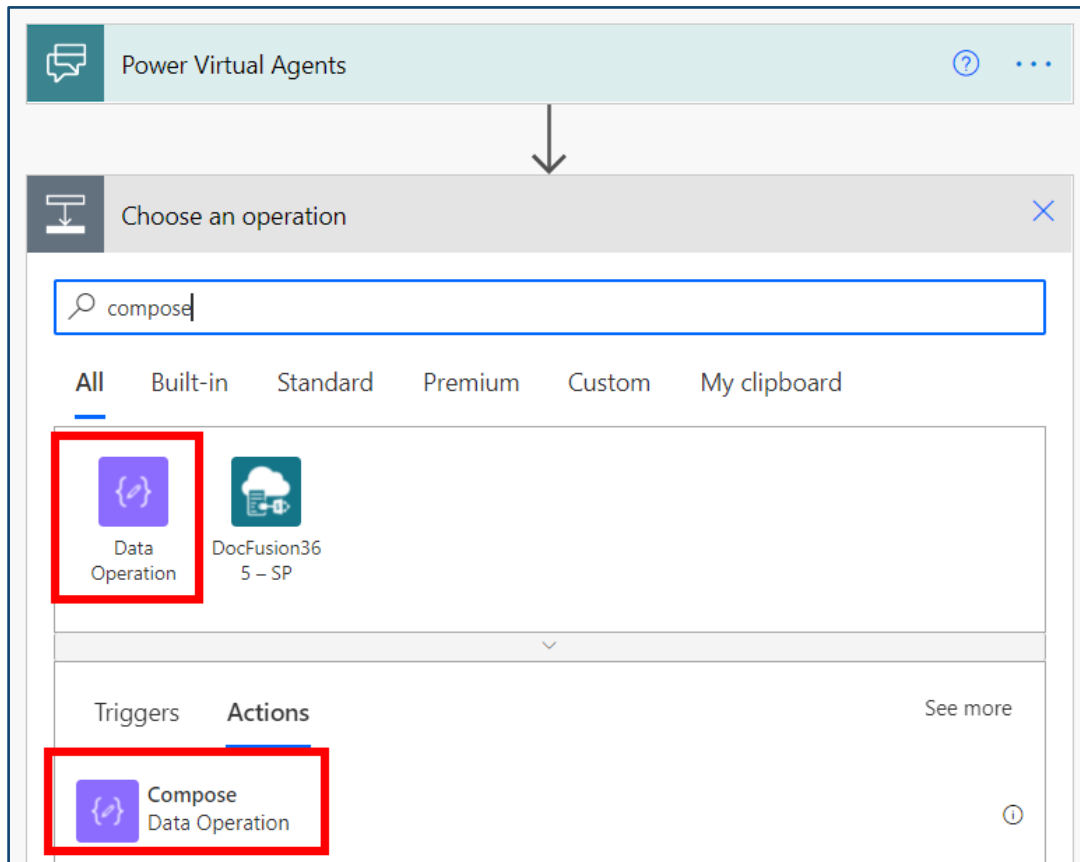 Power Virtual Agents
Choose an operation
compose
All Built-in Standard Premium Custom My clipboard
Data
Operation
DocFusion36
5 – SP
Triggers Actions See more
Compose
Data Operation